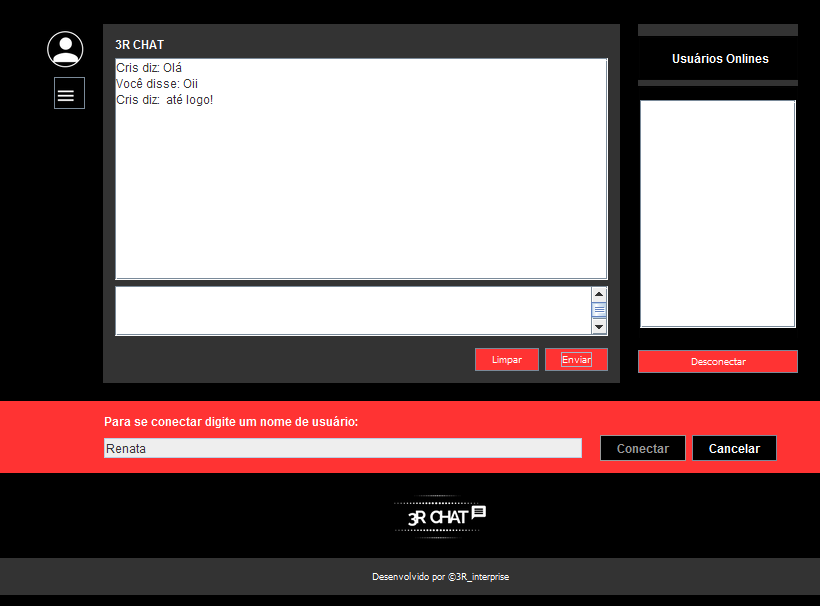 3R CHAT
Usuários Onlines
Cris diz: Olá
Você disse: Oii
Cris diz:  até logo!
Limpar
Enviar
Desconectar
Para se conectar digite um nome de usuário:
Renata
Conectar
Cancelar
3R CHAT
Desenvolvido por ©3R_interprise